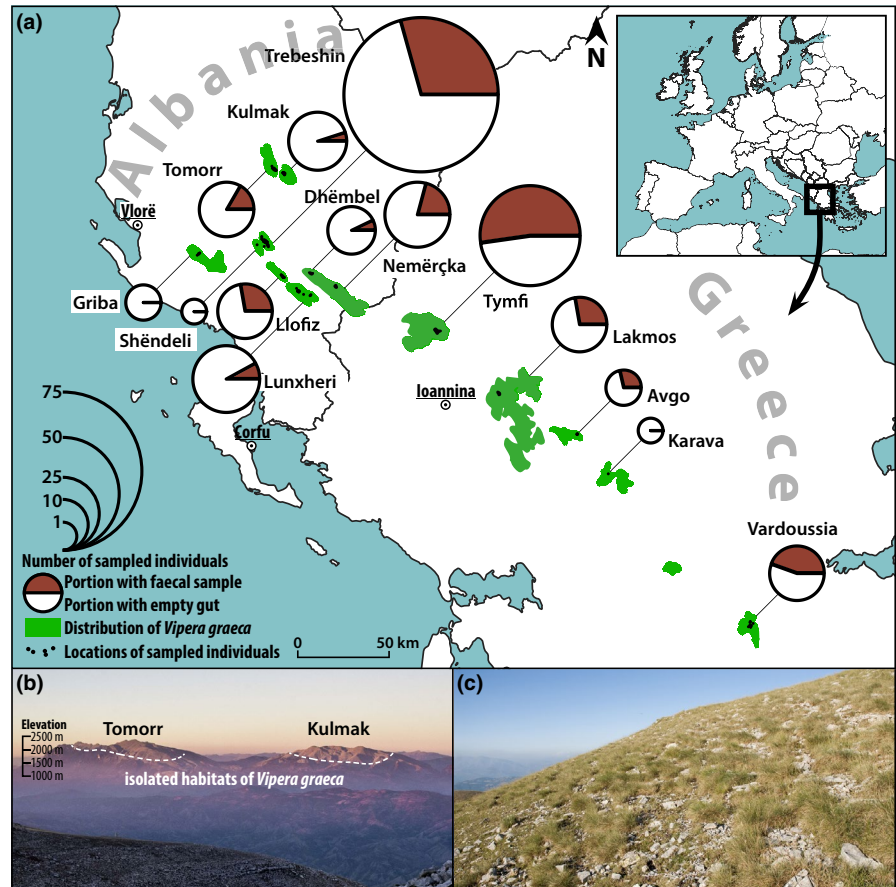 (a)
Albania
Trebeshin
N
Kulmak
Tomorr
Dhëmbel
Vlorë
Nemërçka
Tymfi
Griba
Shëndeli
Llofiz
Lunxheri
Greece
Lakmos
Ioannina
Avgo
Karava
Corfu
Vardoussia
75
50
25
10
1
Number of sampled individuals
Portion with faecal sample
Portion with empty gut
Distribution of Vipera graeca
Locations of sampled individuals
0 50 km
(b)
Elevation
2500 m
2000 m
1500 m
1000 m
Tomorr Kulmak
isolated habitats of Vipera graeca
(c)